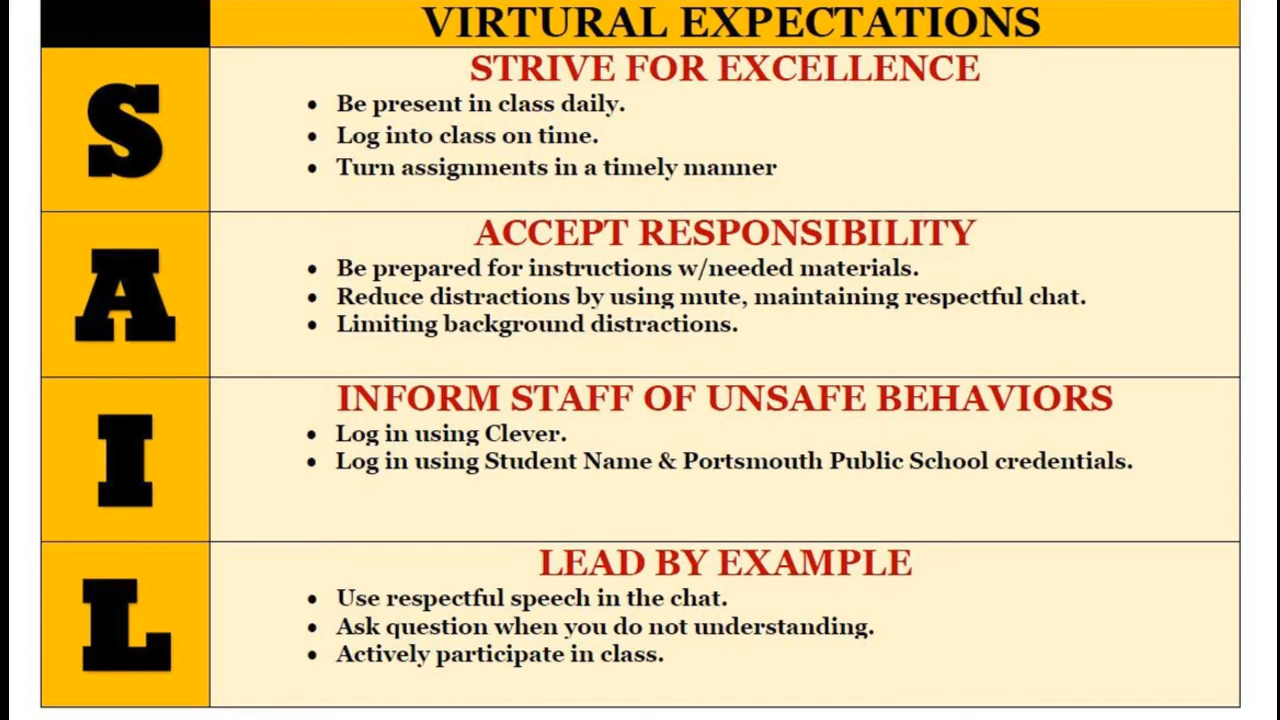 VIRTURAL EXPECTATIONS
S
STRIVE FOR EXCELLENCE
• Be present in class daily.
• Log into class on time.
• Turn assignments in a timely manner
A
ACCEPT RESPONSIBILITY
• Be prepared for instructions w/needed materials.
• Reduce distractions by using mute, maintaining respectful chat.
• Limiting background distractions.
I
INFORM STAFF OF UNSAFE BEHAVIORS
• Log in using Clever.
• Log in using Student Name & Portsmouth Public School credentials.
L
LEAD BY EXAMPLE
• Use respectful speech in the chat.
• Ask question when you do not understanding.
• Actively participate in class.